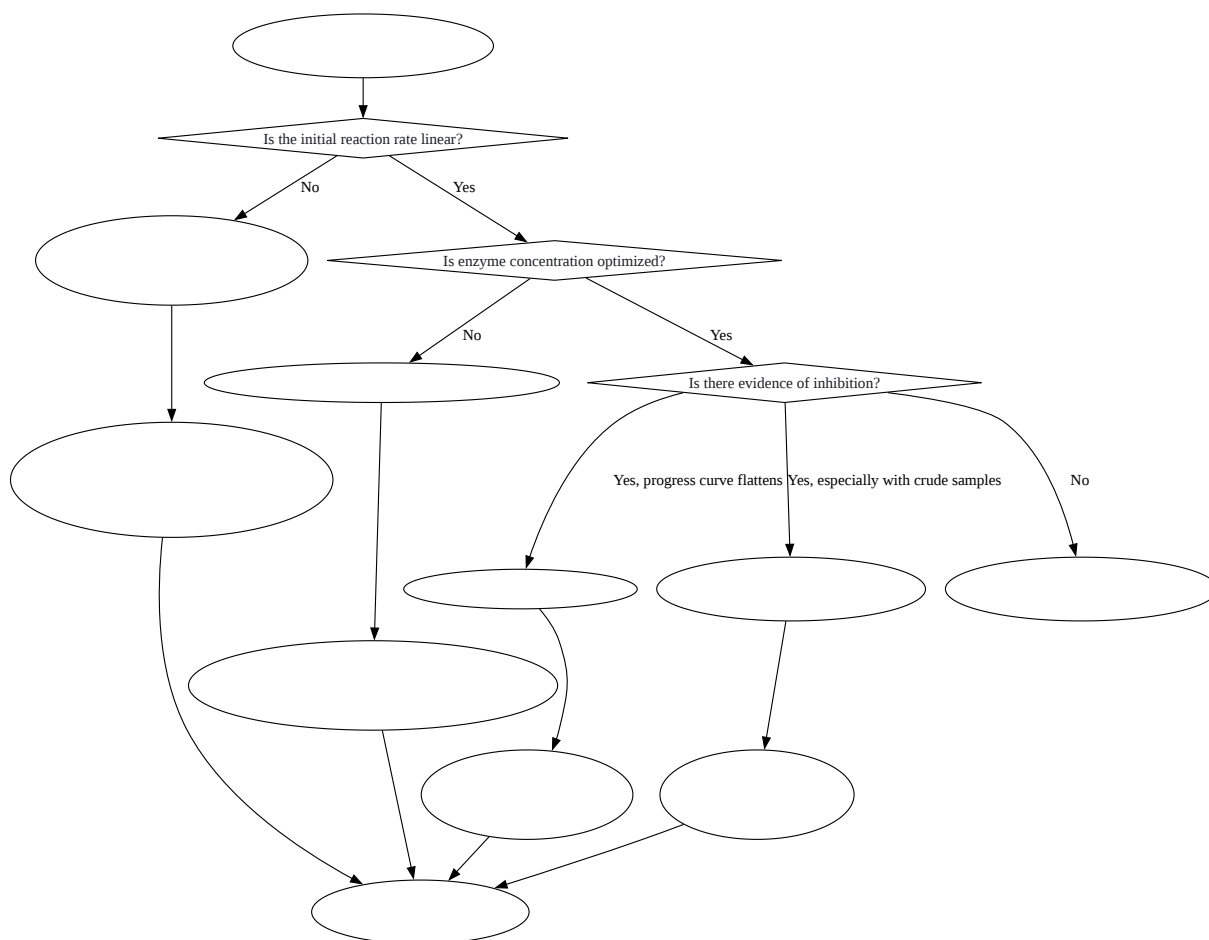 Is the initial reaction rate linear?
No
Yes
Is enzyme concentration optimized?
No
Yes
Is there evidence of inhibition?
Yes, progress curve flattens
Yes, especially with crude samples
No